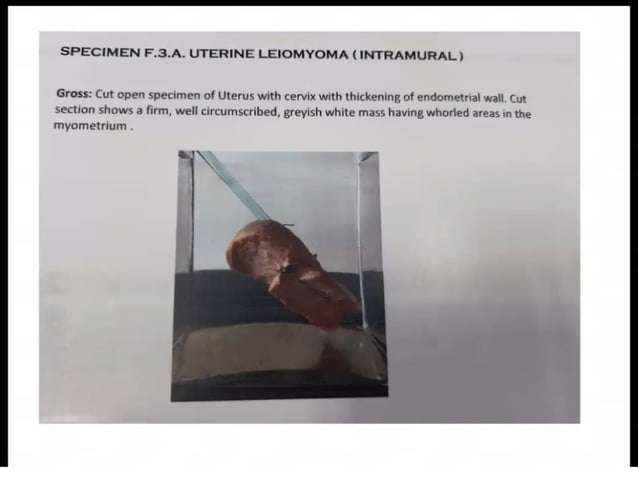 SPECIMEN F.3.A. UTERINE LEIOMYOMA (INTRAMURAL)
Gross: Cut open specimen of Uterus with cervix with thickening of endometrial wall. Cut
section shows a firm, well circumscribed, greyish white mass having whorled areas in the
myometrium .